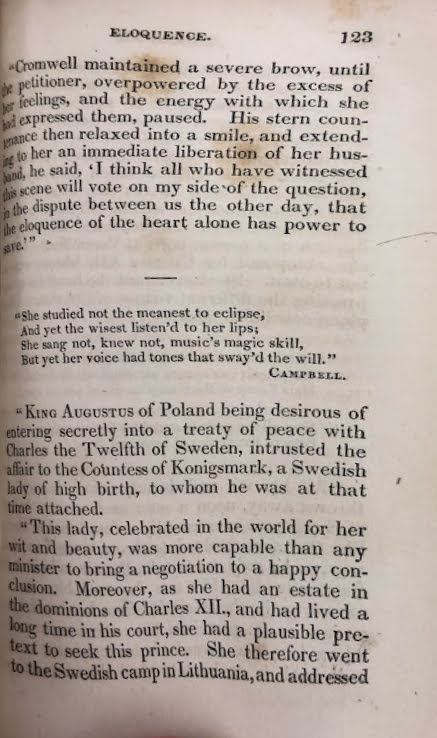 ELOQUENCE. 123
"Cromwell maintained a severe brow, until
the petitioner, overpowered by the excess of
her feelings, and the energy with which she
had expressed them, paused. His stern coun-
tenance then relaxed into a smile, and extend-
ing to her an immediate liberation of her hus-
band, he said, 'I think all who have witnessed
this scene will vote on my side of the question,
in the dispute between us the other day, that
the eloquence of the heart alone has power to
save.'"
"She studied not the meanest to eclipse,
And yet the wisest listen'd to her lips;
She sang not, knew not, music's magic skill,
But yet her voice had tones that sway'd the will."
CAMPBELL.
"KING AUGUSTUS of Poland being desirous of
entering secretly into a treaty of peace with
Charles the Twelfth of Sweden, intrusted the
affair to the Countess of Konigsmark, a Swedish
lady of high birth, to whom he was at that
time attached.
"This lady, celebrated in the world for her
wit and beauty, was more capable than any
minister to bring a negotiation to a happy con-
clusion. Moreover, as she had an estate in
the dominions of Charles XII., and had lived a
long time in his court, she had a plausible pre-
text to seek this prince. She therefore went
to the Swedish camp in Lithuania, and addressed